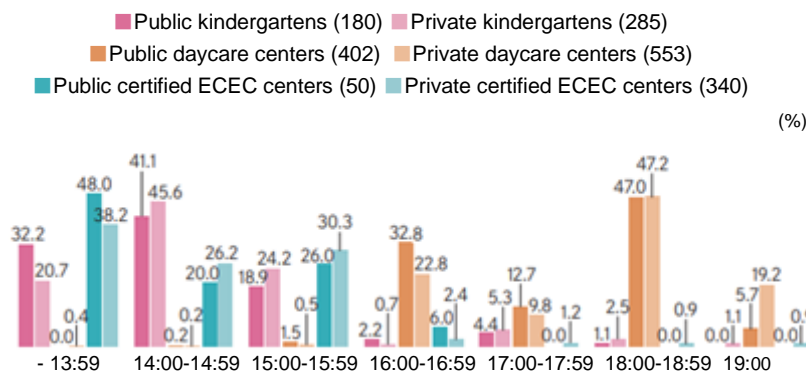 Public kindergartens (180) Private kindergartens (285)
Public daycare centers (402) Private daycare centers (553)
Public certified ECEC centers (50) Private certified ECEC centers (340)
(%)
32.2 20.7 0.0 0.4 48.0 38.2
41.1 45.6 0.2 0.2 20.0 26.2
18.9 24.2 1.5 0.5 26.0 30.3
2.2 0.7 32.8 22.8 6.0 2.4
4.4 5.3 12.7 9.8 0.0 1.2
1.1 2.5 47.0 47.2 0.0 0.9
0.0 1.1 5.7 19.2 0.0 0.9
- 13:59 14:00-14:59 15:00-15:59 16:00-16:59 17:00-17:59 18:00-18:59 19:00